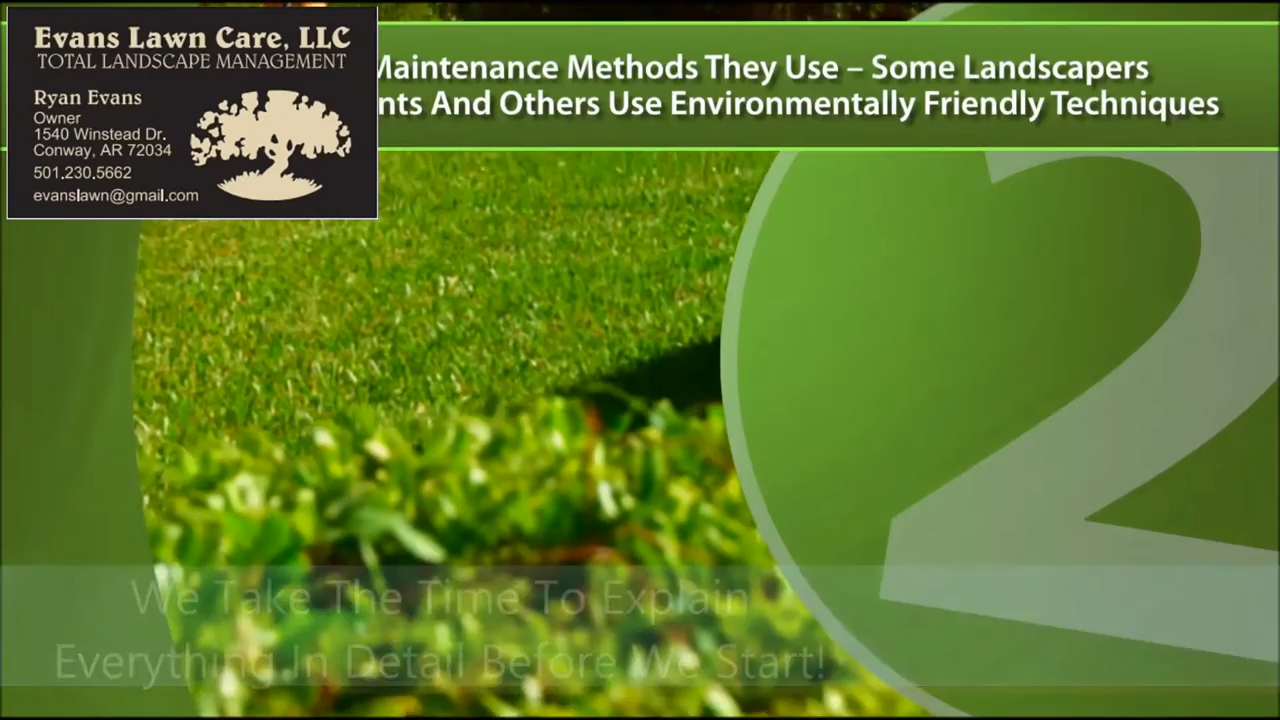 Evans Lawn Care, LLC
TOTAL LANDSCAPE MANAGEMENT
Ryan Evans
Owner
1540 Winstead Dr.
Conway, AR 72034
501.230.5662
evanslawn@gmail.com
Maintenance Methods They Use – Some Landscapers
And Others Use Environmentally Friendly Techniques
2
We Take The Time To Explain
Everything In Detail Before We Start!